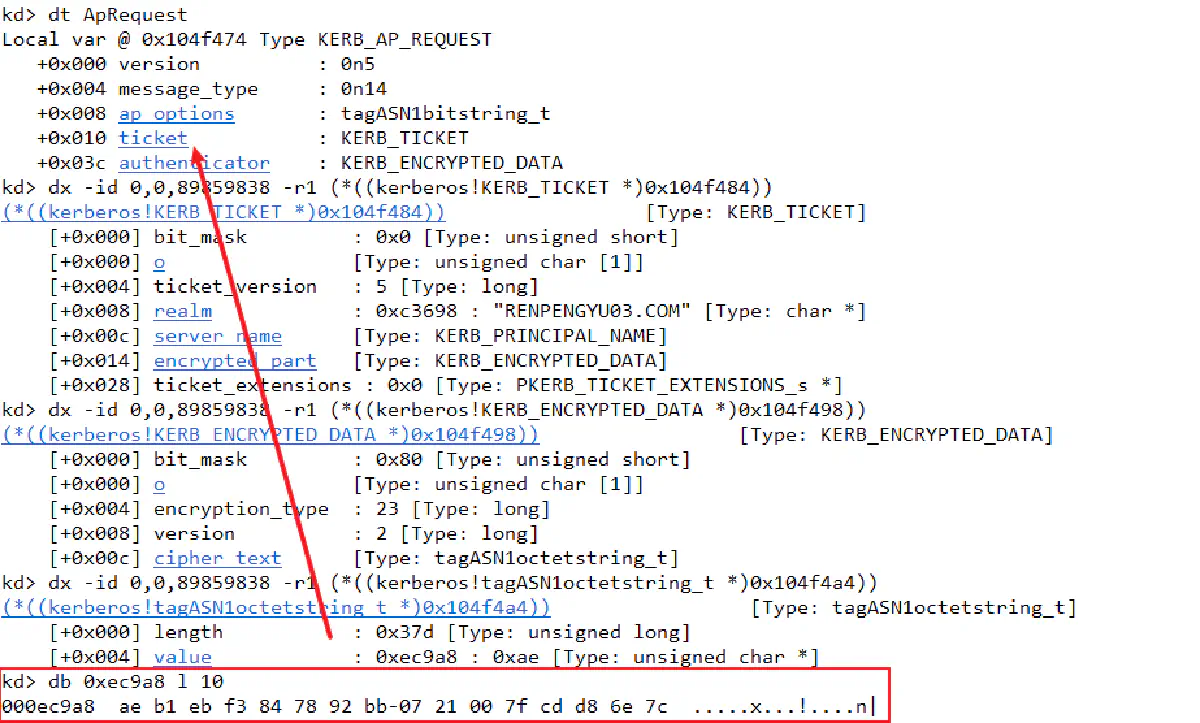 kd> dt ApRequest
Local var @ 0x104f474 Type KERB_AP_REQUEST
   +0x000 version          : 0n5
   +0x004 message_type     : 0n14
   +0x008 ap_options       : tagASN1bitstring_t
   +0x010 ticket           : KERB_TICKET
   +0x03c authenticator    : KERB_ENCRYPTED_DATA
kd> dx -id 0,0,89859838 -r1 (*((kerberos!KERB_TICKET *)0x104f484))
(*((kerberos!KERB_TICKET *)0x104f484))                 [Type: KERB_TICKET]
    [+0x000] bit_mask         : 0x0 [Type: unsigned short]
    [+0x000] o                [Type: unsigned char [1]]
    [+0x004] ticket_version   : 5 [Type: long]
    [+0x008] realm            : 0xc3698 : "RENPENGYU03.COM" [Type: char *]
    [+0x00c] server_name      [Type: KERB_PRINCIPAL_NAME]
    [+0x014] encrypted_part   [Type: KERB_ENCRYPTED_DATA]
    [+0x028] ticket_extensions : 0x0 [Type: PKERB_TICKET_EXTENSIONS_s *]
kd> dx -id 0,0,89859838 -r1 (*((kerberos!KERB_ENCRYPTED_DATA *)0x104f498))
(*((kerberos!KERB_ENCRYPTED_DATA *)0x104f498))                 [Type: KERB_ENCRYPTED_DATA]
    [+0x000] bit_mask         : 0x80 [Type: unsigned short]
    [+0x000] o                [Type: unsigned char [1]]
    [+0x004] encryption_type  : 23 [Type: long]
    [+0x008] version          : 2 [Type: long]
    [+0x00c] cipher_text      [Type: tagASN1octetstring_t]
kd> dx -id 0,0,89859838 -r1 (*((kerberos!tagASN1octetstring_t *)0x104f4a4))
(*((kerberos!tagASN1octetstring_t *)0x104f4a4))                 [Type: tagASN1octetstring_t]
    [+0x000] length           : 0x37d [Type: unsigned long]
    [+0x004] value            : 0xec9a8 : 0xae [Type: unsigned char *]
kd> db 0xec9a8 l 10
000ec9a8  ae b1 eb f3 84 78 92 bb-07 21 00 7f cd d8 6e 7c  .....x...!....n|